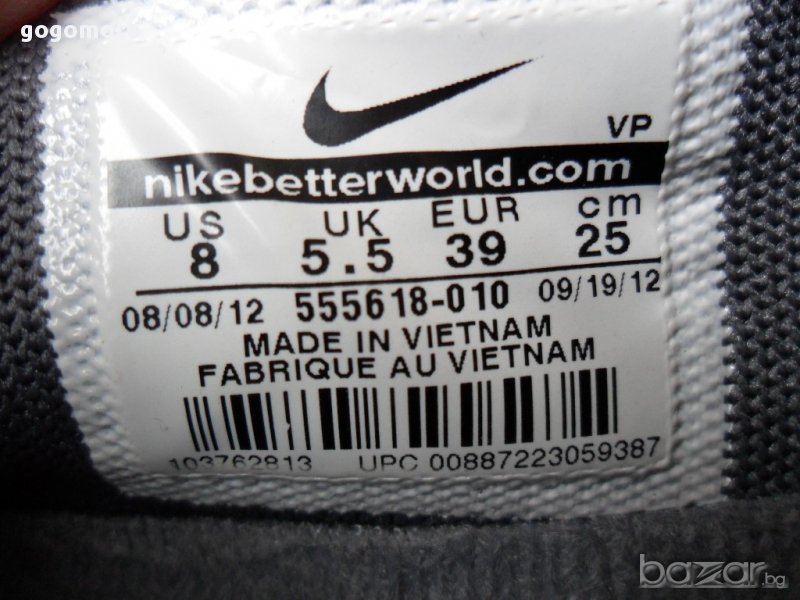 gogomo
VP
nikebetterworld.com
US UK EUR cm
8 5.5 39 25
08/08/12 555618-010 09/19/12
MADE IN VIETNAM
FABRIQUE AU VIETNAM
103762813 UPC 00887223059387
bazar.bg